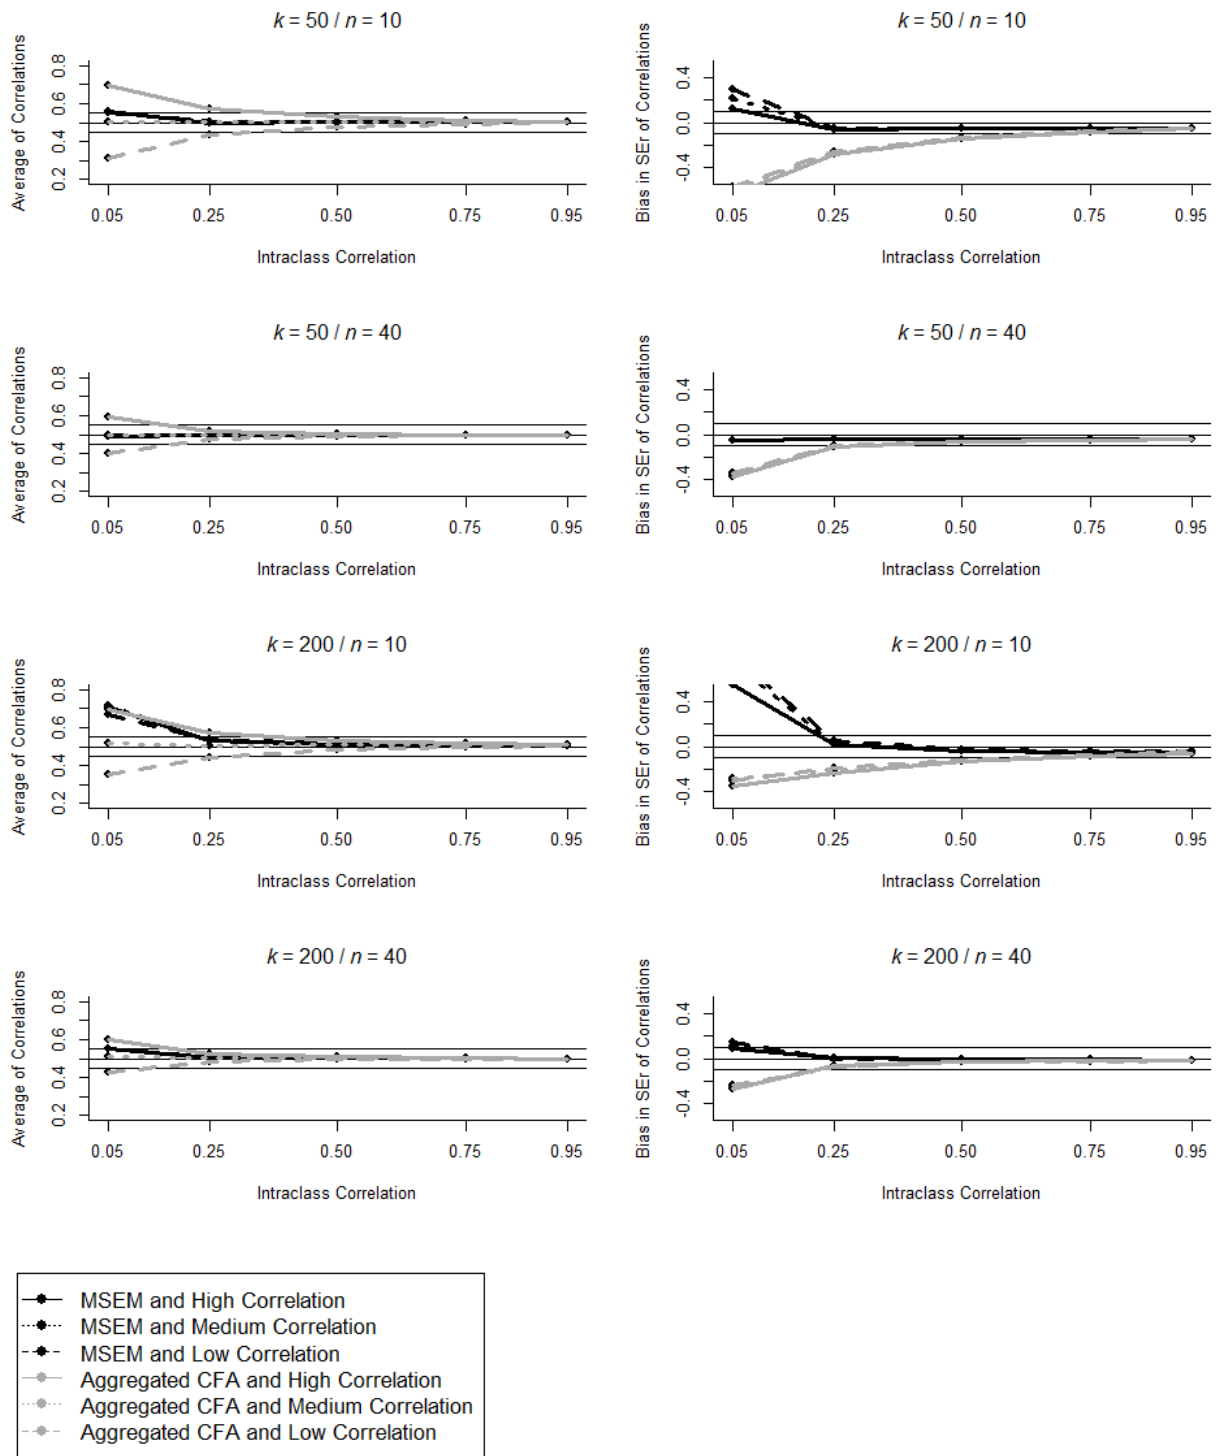 k = 50 / n = 10
Average of Correlations
0.2 0.4 0.6 0.8
0.05 0.25 0.50 0.75 0.95
Intraclass Correlation
k = 50 / n = 10
Bias in SEr of Correlations
-0.4 0.0 0.4
0.05 0.25 0.50 0.75 0.95
Intraclass Correlation
k = 50 / n = 40
Average of Correlations
0.2 0.4 0.6 0.8
0.05 0.25 0.50 0.75 0.95
Intraclass Correlation
k = 50 / n = 40
Bias in SEr of Correlations
-0.4 0.0 0.4
0.05 0.25 0.50 0.75 0.95
Intraclass Correlation
k = 200 / n = 10
Average of Correlations
0.2 0.4 0.6 0.8
0.05 0.25 0.50 0.75 0.95
Intraclass Correlation
k = 200 / n = 10
Bias in SEr of Correlations
-0.4 0.0 0.4
0.05 0.25 0.50 0.75 0.95
Intraclass Correlation
k = 200 / n = 40
Average of Correlations
0.2 0.4 0.6 0.8
0.05 0.25 0.50 0.75 0.95
Intraclass Correlation
k = 200 / n = 40
Bias in SEr of Correlations
-0.4 0.0 0.4
0.05 0.25 0.50 0.75 0.95
Intraclass Correlation
MSEM and High Correlation
MSEM and Medium Correlation
MSEM and Low Correlation
Aggregated CFA and High Correlation
Aggregated CFA and Medium Correlation
Aggregated CFA and Low Correlation